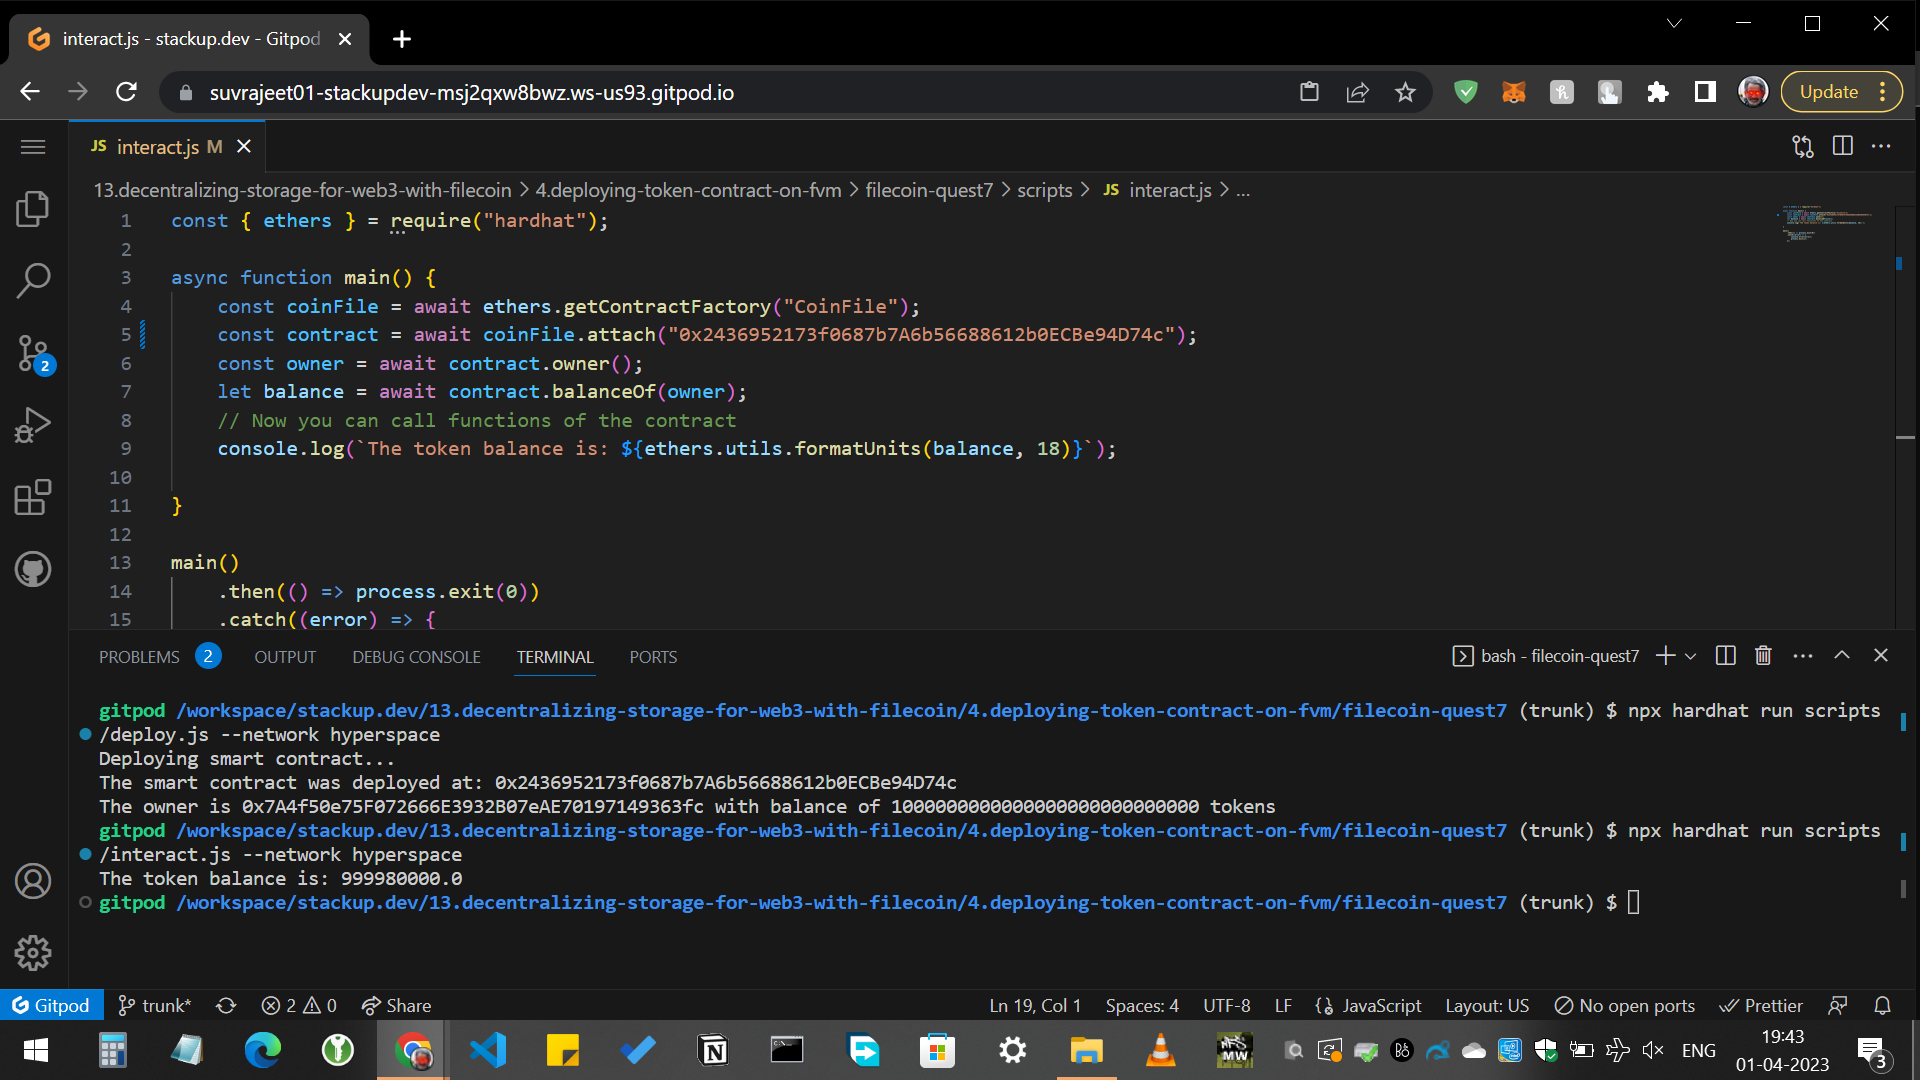 interact.js - stackup.dev - Gitpod
suvrajeet01-stackupdev-msj2qxw8bwz.ws-us93.gitpod.io
Update
JS interact.js M
13.decentralizing-storage-for-web3-with-filecoin > 4.deploying-token-contract-on-fvm > filecoin-quest7 > scripts > JS interact.js > ...
1 const { ethers } = require("hardhat");
2
3 async function main() {
4 const coinFile = await ethers.getContractFactory("CoinFile");
5 const contract = await coinFile.attach("0x2436952173f0687b7A6b56688612b0ECBe94D74c");
6 const owner = await contract.owner();
7 let balance = await contract.balanceOf(owner);
8 // Now you can call functions of the contract
9 console.log(`The token balance is: ${ethers.utils.formatUnits(balance, 18)}`);
10
11 }
12
13 main()
14 .then(() => process.exit(0))
15 .catch((error) => {
2
PROBLEMS 2 OUTPUT DEBUG CONSOLE TERMINAL PORTS
bash - filecoin-quest7
gitpod /workspace/stackup.dev/13.decentralizing-storage-for-web3-with-filecoin/4.deploying-token-contract-on-fvm/filecoin-quest7 (trunk) $ npx hardhat run scripts
/deploy.js --network hyperspace
Deploying smart contract...
The smart contract was deployed at: 0x2436952173f0687b7A6b56688612b0ECBe94D74c
The owner is 0x7A4f50e75F072666E3932B07eAE70197149363fc with balance of 1000000000000000000000000000 tokens
gitpod /workspace/stackup.dev/13.decentralizing-storage-for-web3-with-filecoin/4.deploying-token-contract-on-fvm/filecoin-quest7 (trunk) $ npx hardhat run scripts
/interact.js --network hyperspace
The token balance is: 999980000.0
gitpod /workspace/stackup.dev/13.decentralizing-storage-for-web3-with-filecoin/4.deploying-token-contract-on-fvm/filecoin-quest7 (trunk) $
Gitpod trunk* 2 0 Share
Ln 19, Col 1 Spaces: 4 UTF-8 LF {} JavaScript Layout: US No open ports Prettier
MW
ENG
19:43
01-04-2023
3